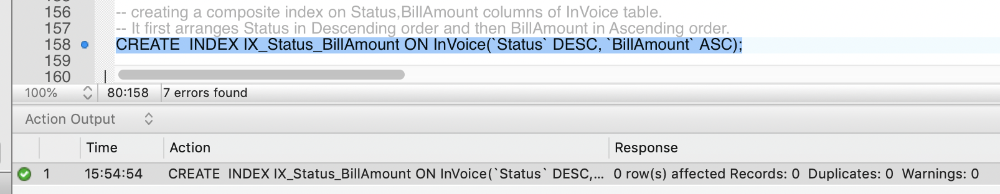 156 -- creating a composite index on Status,BillAmount columns of InVoice table.
157 -- It first arranges Status in Descending order and then BillAmount in Ascending order.
158 CREATE  INDEX IX_Status_BillAmount ON InVoice(`Status` DESC, `BillAmount` ASC);
159
160
100% 80:158 7 errors found
Action Output
Time Action Response
1 15:54:54 CREATE  INDEX IX_Status_BillAmount ON InVoice(`Status` DESC,... 0 row(s) affected Records: 0  Duplicates: 0  Warnings: 0